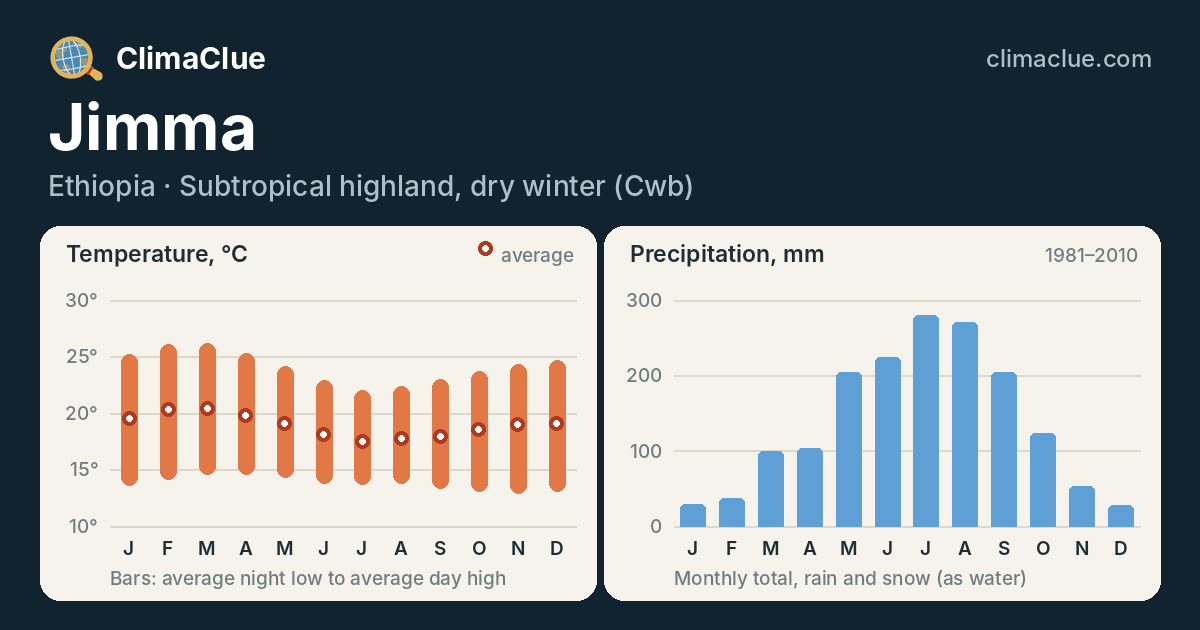 ClimaClue
climaclue.com
Jimma
Ethiopia · Subtropical highland, dry winter (Cwb)
Temperature, °C
average
30°
25°
20°
15°
10°
J F M A M J J A S O N D
Bars: average night low to average day high
Precipitation, mm
1981–2010
300
200
100
0
J F M A M J J A S O N D
Monthly total, rain and snow (as water)